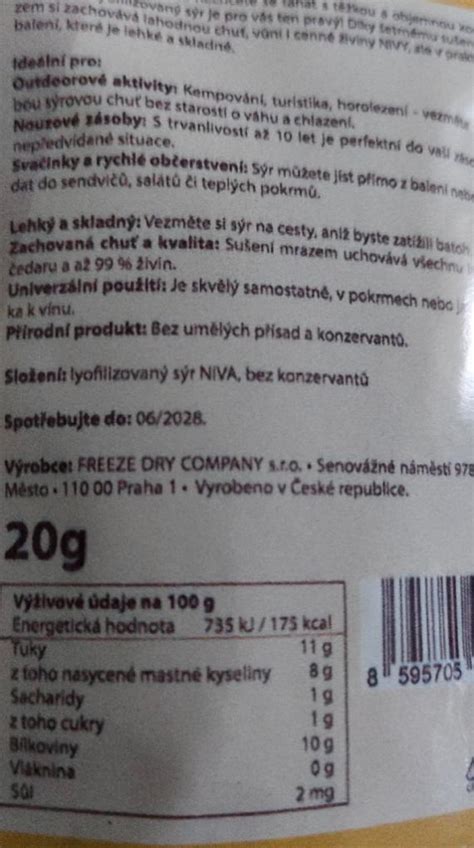 zem si zachovává lahodnou chuť, vůni i cenné živiny NIVY, ale v
balení, které je lehké a skladné.
Ideální pro:
Outdoorové aktivity: Kempování, turistika, horolezení - vezměte
bou sýrovou chuť bez starostí o váhu a chlazení.
Nouzové zásoby: S trvanlivostí až 10 let je perfektní do vaší
nepředvídané situace.
Svačinky a rychlé občerstvení: Sýr můžete jíst přímo z balení nebo
dat do sendvičů, salátů či teplých pokrmů.
Lehký a skladný: Vezměte si sýr na cesty, aniž byste zatížili batoh
Zachovaná chuť a kvalita: Sušení mrazem uchovává všechnu
čedaru a až 99 % živin.
Univerzální použití: Je skvělý samostatně, v pokrmech nebo
ka k vínu.
Přírodní produkt: Bez umělých přísad a konzervantů.
Složení: lyofilizovaný sýr NIVA, bez konzervantů
Spotřebujte do: 06/2028.
Výrobce: FREEZE DRY COMPANY s.r.o. • Senovážné náměstí 978
Město • 110 00 Praha 1 • Vyrobeno v České republice.
20g
Výživové údaje na 100 g
Energetická hodnota 735 kJ / 175 kcal
Tuky 11 g
z toho nasycené mastné kyseliny 8 g
Sacharidy 1 g
z toho cukry 1 g
Bílkoviny 10 g
Vláknina 0 g
Sůl 2 mg
8 595705